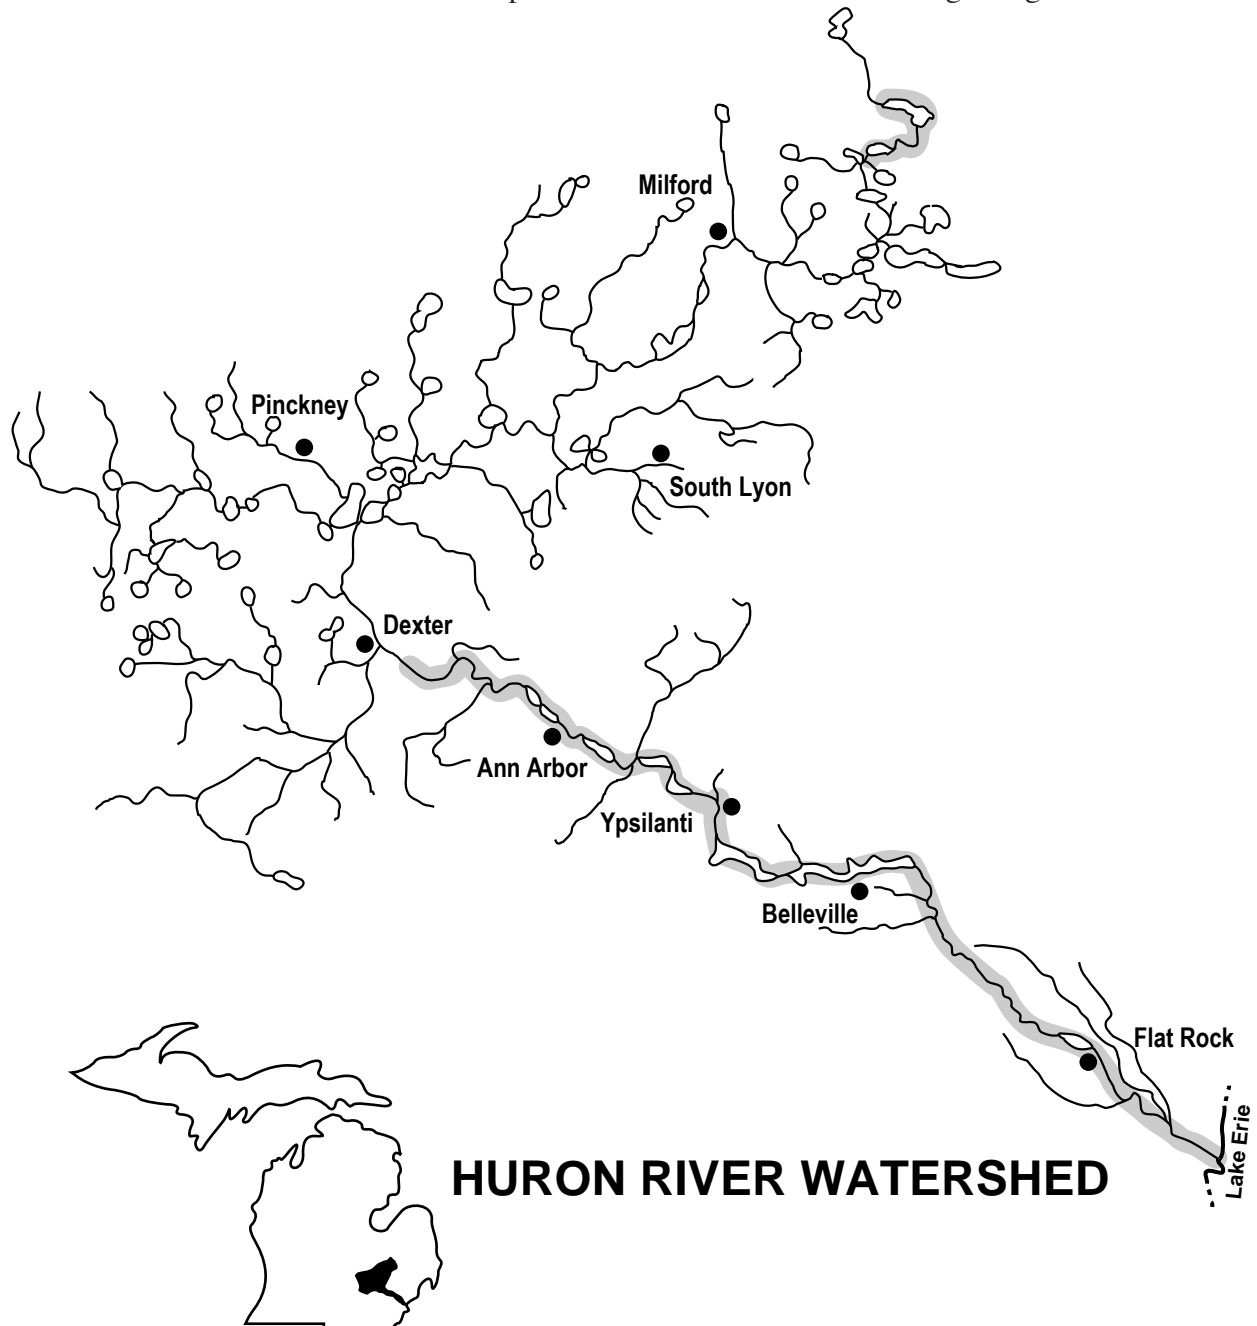 Milford
Pinckney
South Lyon
Dexter
Ann Arbor
Ypsilanti
Belleville
Flat Rock
Lake Erie
HURON RIVER WATERSHED